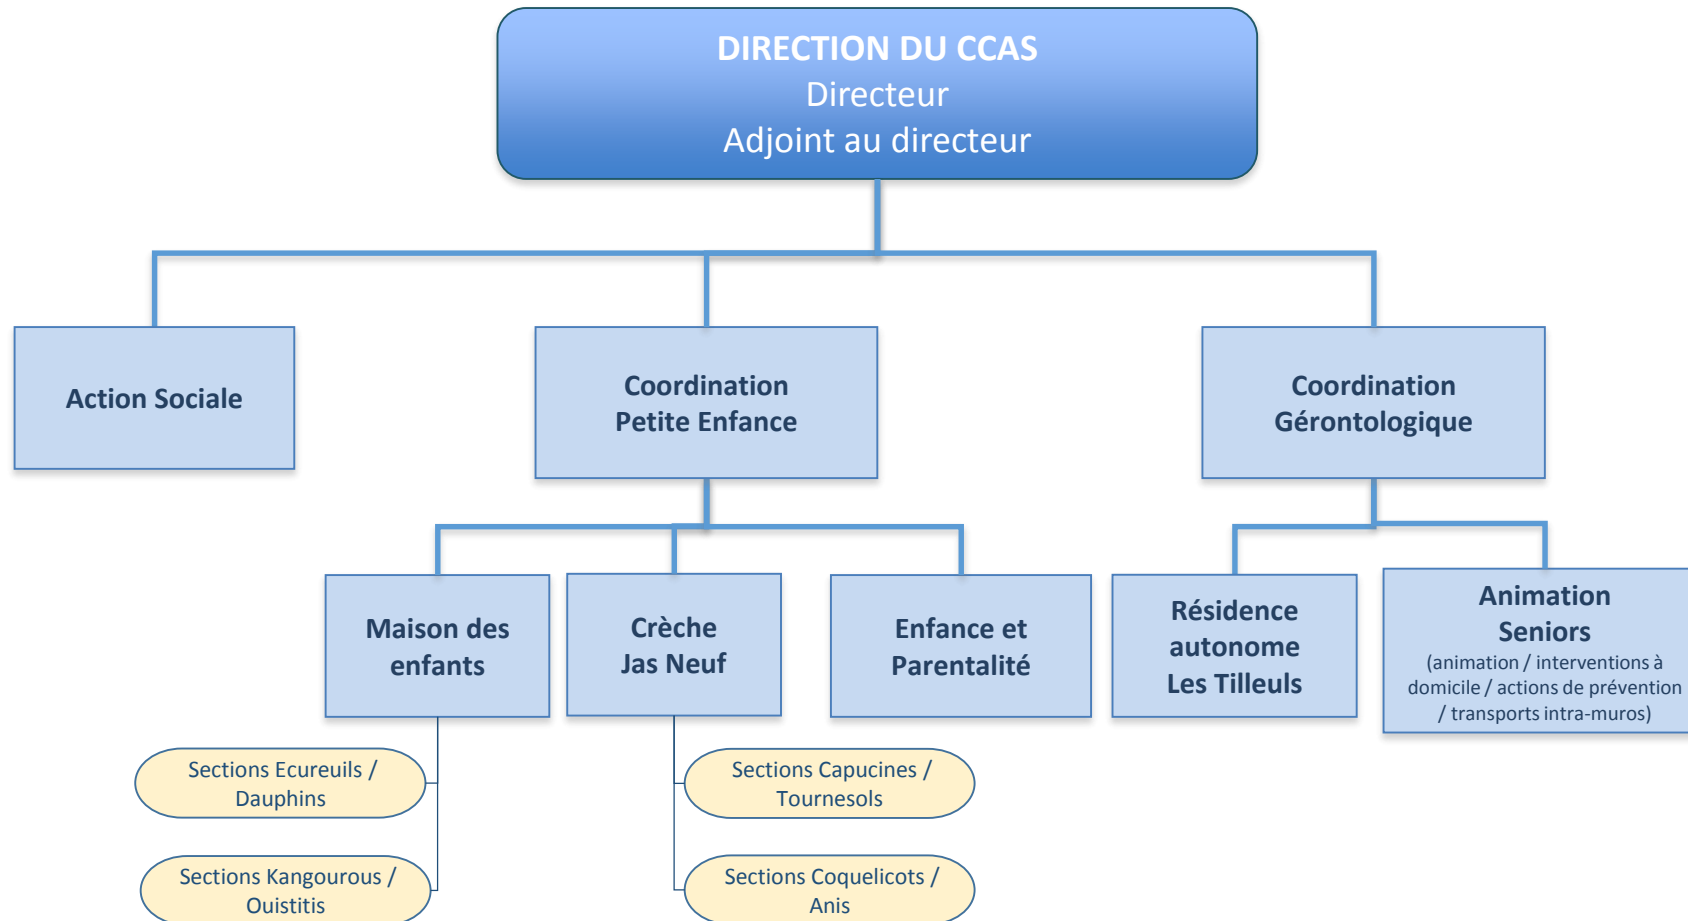 DIRECTION DU CCAS
Directeur
Adjoint au directeur
Action Sociale
Coordination
Petite Enfance
Coordination
Gérontologique
Maison des
enfants
Crèche
Jas Neuf
Enfance et
Parentalité
Résidence
autonome
Les Tilleuls
Animation
Seniors
(animation / interventions à
domicile / actions de prévention
/ transports intra-muros)
Sections Ecureuils /
Dauphins
Sections Capucines /
Tournesols
Sections Kangourous /
Ouistitis
Sections Coquelicots /
Anis